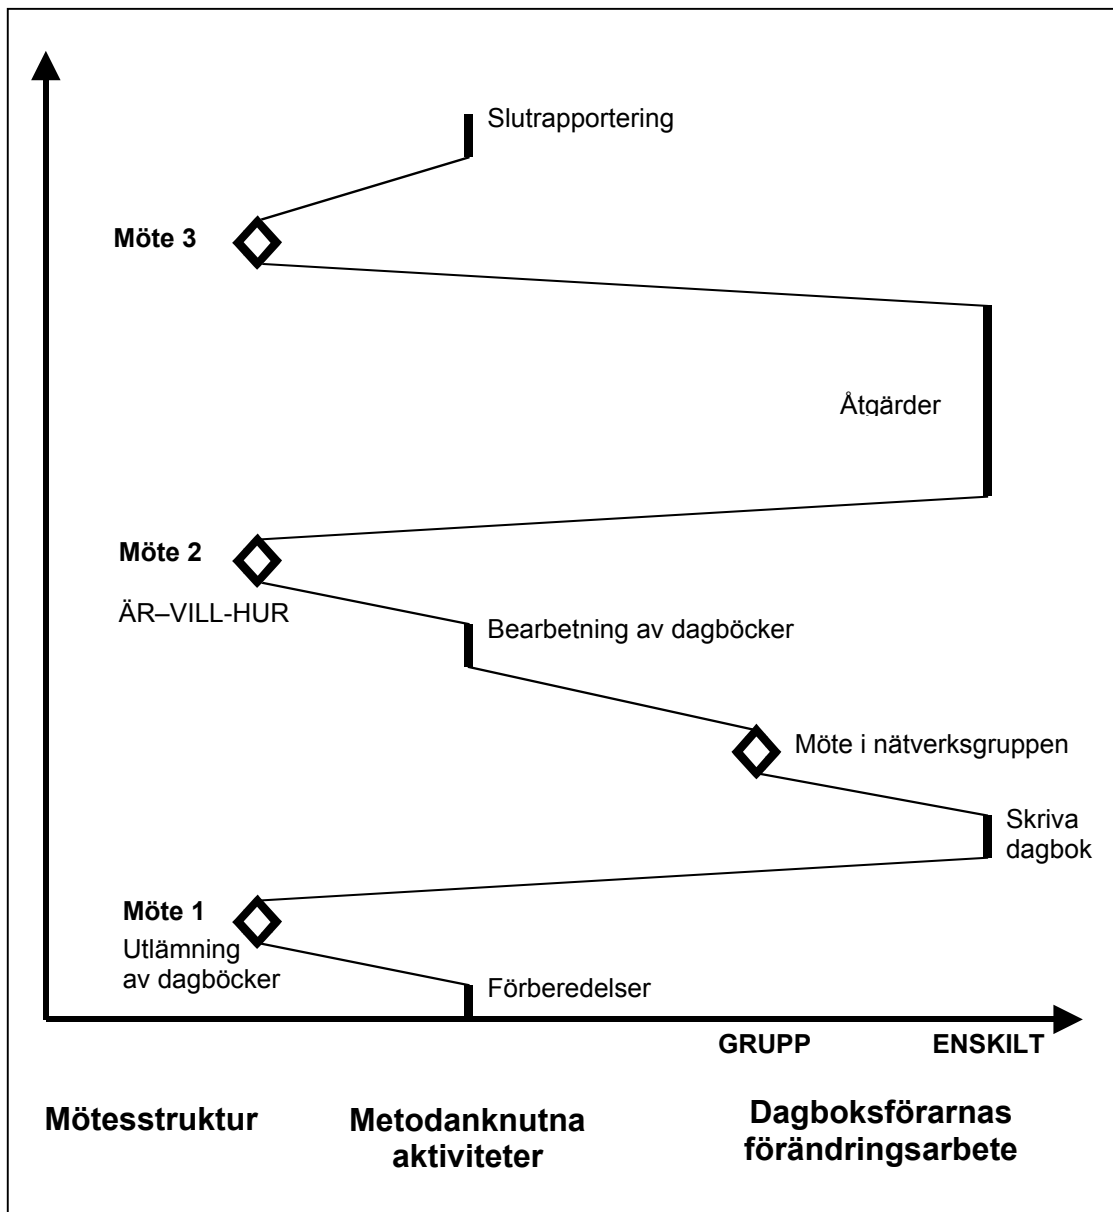 Slutrapportering
Möte 3
Åtgärder
Möte 2
ÄR–VILL-HUR
Bearbetning av dagböcker
Möte i nätverksgruppen
Skriva
dagbok
Möte 1
Utlämning
av dagböcker
Förberedelser
GRUPP
ENSKILT
Mötesstruktur
Metodanknutna
aktiviteter
Dagboksförarnas
förändringsarbete